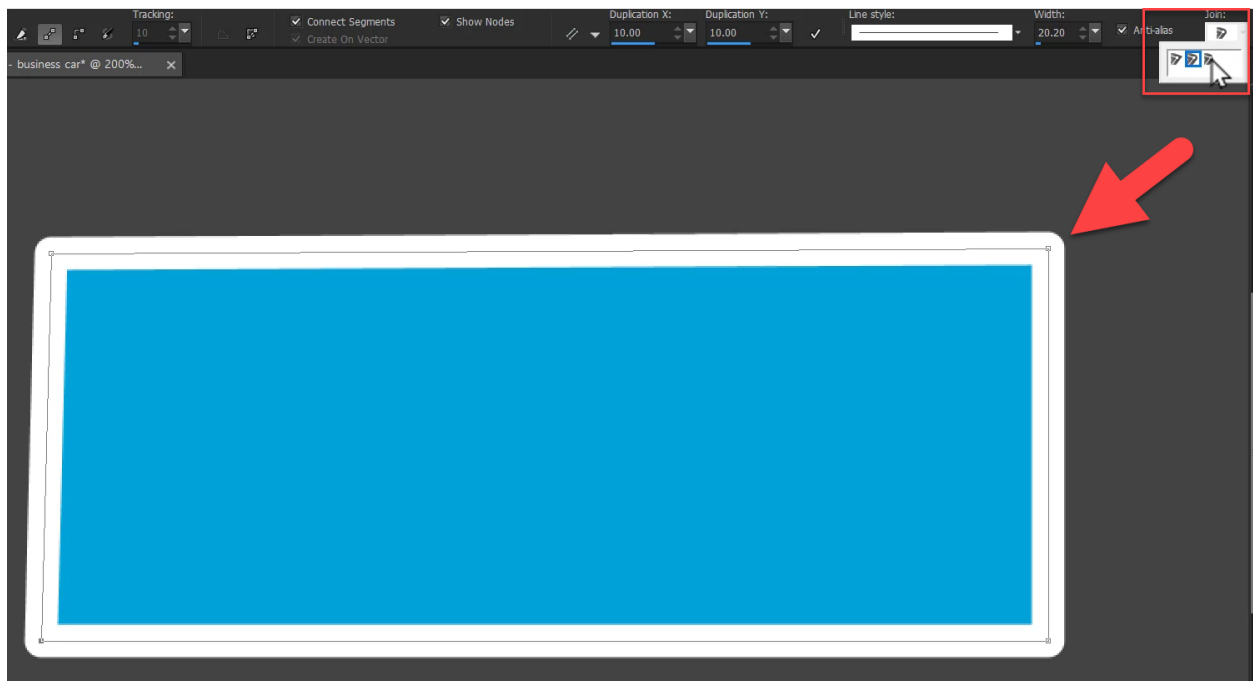 Tracking:
10
Connect Segments
Create On Vector
Show Nodes
Duplication X:
10.00
Duplication Y:
10.00
Line style:
Width:
20.20
Anti-alias
Join:
- business car* @ 200%...